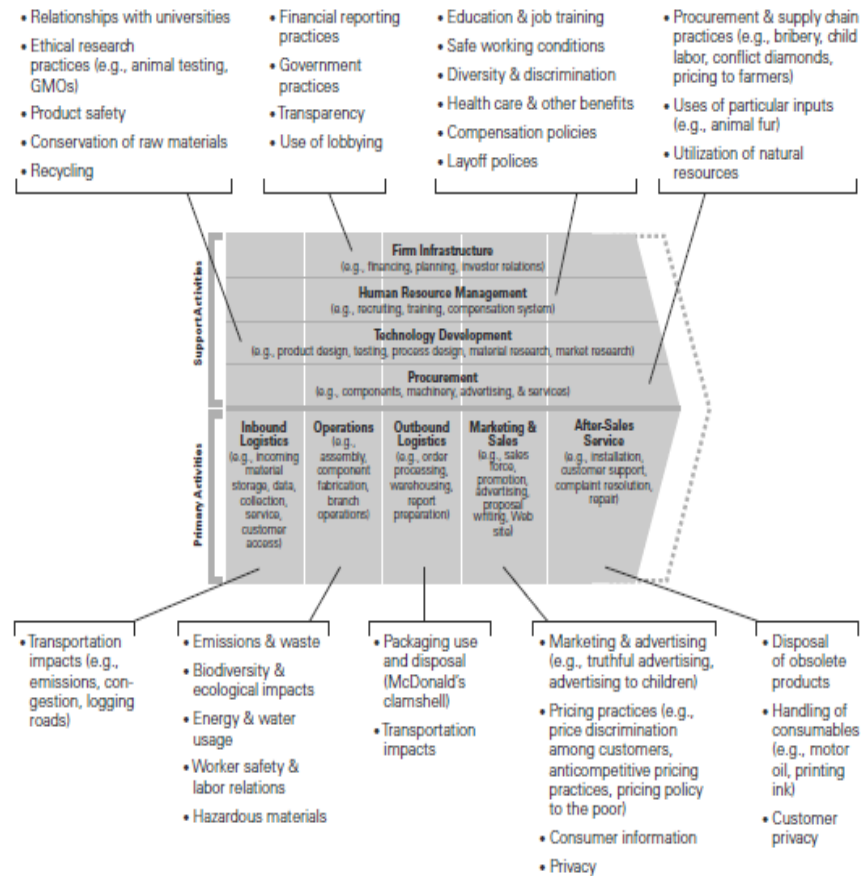 • Relationships with universities
• Ethical research
practices (e.g., animal testing,
GMOs)
• Product safety
• Conservation of raw materials
• Recycling
• Financial reporting
practices
• Government
practices
• Transparency
• Use of lobbying
• Education & job training
• Safe working conditions
• Diversity & discrimination
• Health care & other benefits
• Compensation policies
• Layoff polices
• Procurement & supply chain
practices (e.g., bribery, child
labor, conflict diamonds,
pricing to farmers)
• Uses of particular inputs
(e.g., animal fur)
• Utilization of natural
resources
Support Activities
Firm Infrastructure
(e.g., financing, planning, investor relations)
Human Resource Management
(e.g., recruiting, training, compensation system)
Technology Development
(e.g., product design, testing, process design, material research, market research)
Procurement
(e.g., components, machinery, advertising, & services)
Primary Activities
Inbound
Logistics
(e.g., incoming
material
storage, data,
collection,
service,
customer
access)
Operations
(e.g.,
assembly,
component
fabrication,
branch
operations)
Outbound
Logistics
(e.g., order
processing,
warehousing,
report
preparation)
Marketing
& Sales
(e.g., sales
force,
promotion,
advertising,
proposal
writing, Web
site)
After-Sales
Service
(e.g., installation,
customer support,
complaint resolution,
repair)
• Transportation
impacts (e.g.,
emissions, con-
gestion, logging
roads)
• Emissions & waste
• Biodiversity &
ecological impacts
• Energy & water
usage
• Worker safety &
labor relations
• Hazardous materials
• Packaging use
and disposal
(McDonald's
clamshell)
• Transportation
impacts
• Marketing & advertising
(e.g., truthful advertising,
advertising to children)
• Pricing practices (e.g.,
price discrimination
among customers,
anticompetitive pricing
practices, pricing policy
to the poor)
• Consumer information
• Privacy
• Disposal
of obsolete
products
• Handling of
consumables
(e.g., motor
oil, printing
ink)
• Customer
privacy